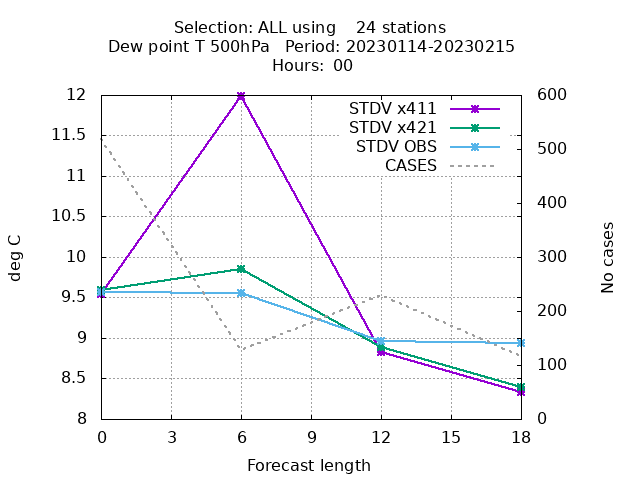 Selection: ALL using    24 stations
Dew point T 500hPa   Period: 20230114-20230215
Hours:  00
STDV x411
STDV x421
STDV OBS
CASES
12
11.5
11
10.5
10
9.5
9
8.5
8
600
500
400
300
200
100
0
deg C
No cases
0 3 6 9 12 15 18
Forecast length